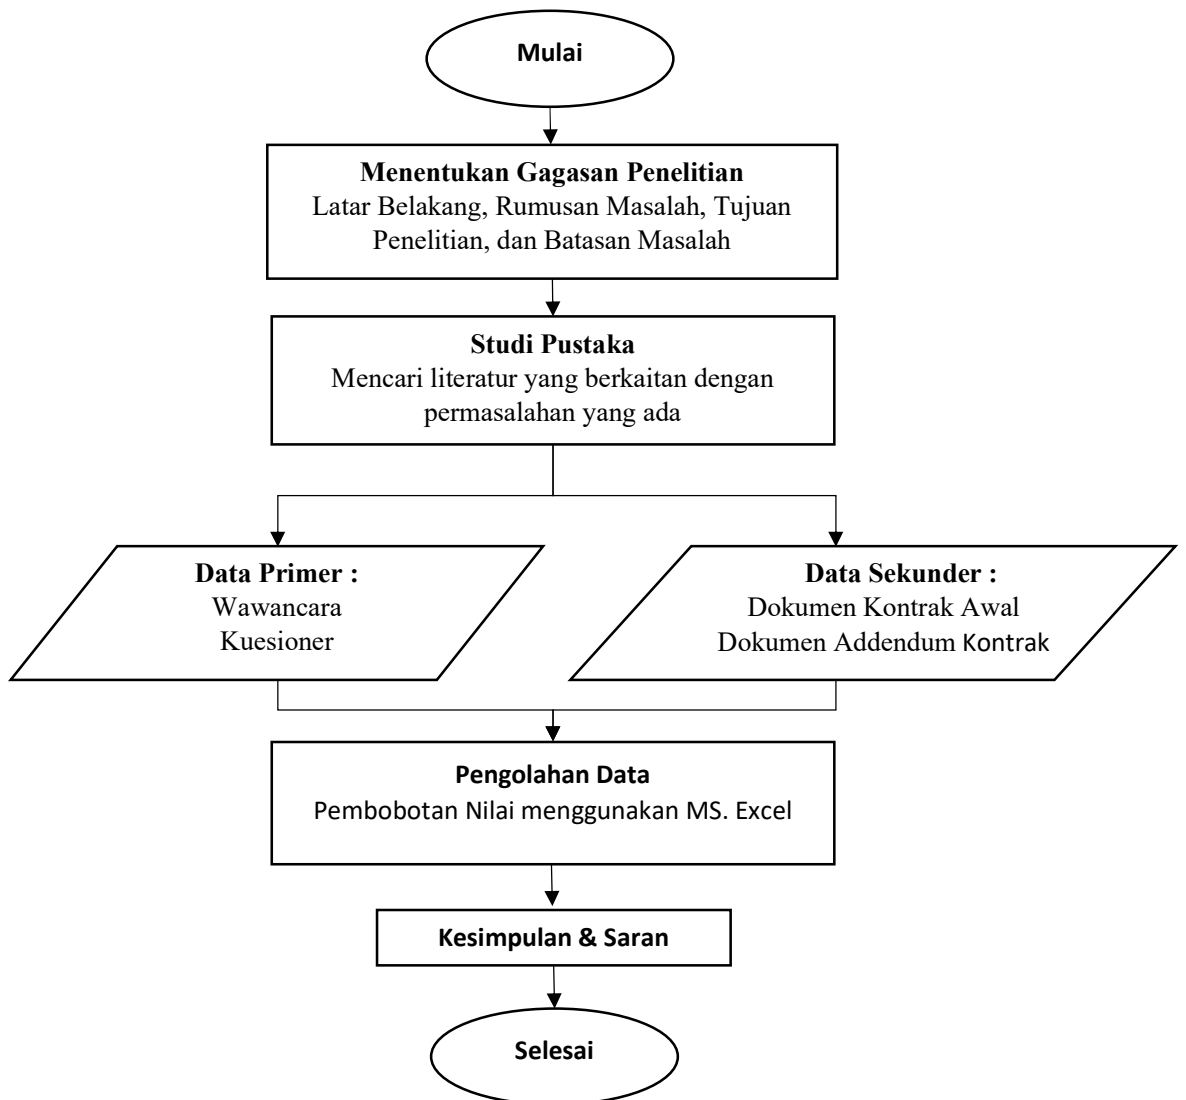 Mulai
Menentukan Gagasan Penelitian
Latar Belakang, Rumusan Masalah, Tujuan
Penelitian, dan Batasan Masalah
Studi Pustaka
Mencari literatur yang berkaitan dengan
permasalahan yang ada
Data Primer :
Wawancara
Kuesioner
Data Sekunder :
Dokumen Kontrak Awal
Dokumen Addendum Kontrak
Pengolahan Data
Pembobotan Nilai menggunakan MS. Excel
Kesimpulan & Saran
Selesai